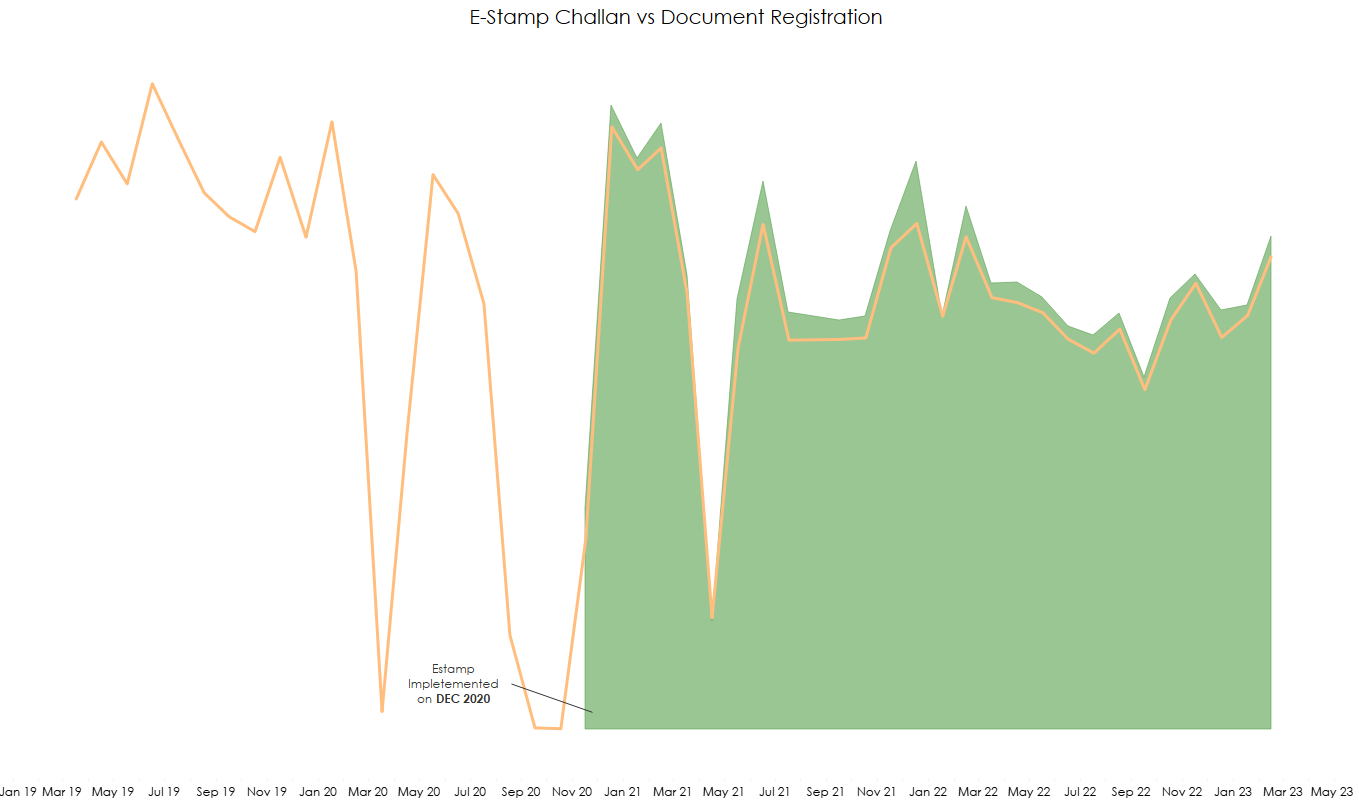 E-Stamp Challan vs Document Registration
Estamp
Impletemented
on DEC 2020
Jan 19 Mar 19 May 19 Jul 19 Sep 19 Nov 19 Jan 20 Mar 20 May 20 Jul 20 Sep 20 Nov 20 Jan 21 Mar 21 May 21 Jul 21 Sep 21 Nov 21 Jan 22 Mar 22 May 22 Jul 22 Sep 22 Nov 22 Jan 23 Mar 23 May 23